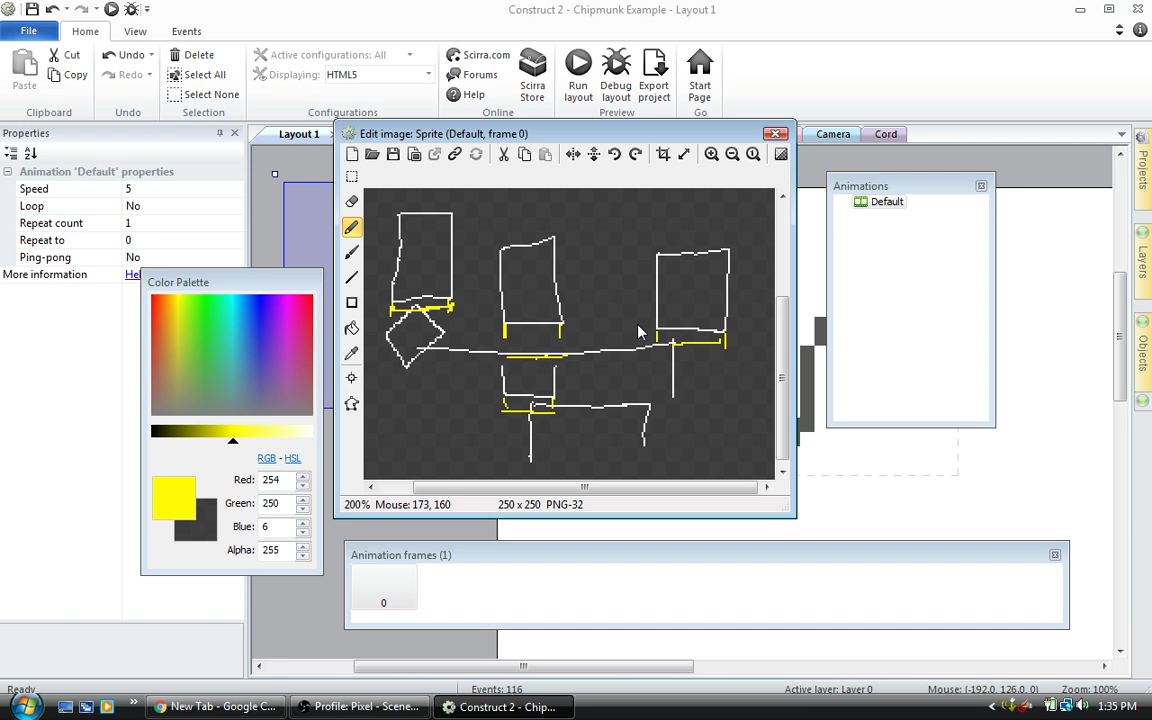 Construct 2 - Chipmunk Example - Layout 1
File Home View Events
Paste Cut Copy Undo Redo Delete Select All Select None
Active configurations: All
Displaying: HTML5
Scirra.com Forums Help Scirra Store Run layout Debug layout Export project Start Page
Clipboard Undo Selection Configurations Online Preview Go
Properties
Layout 1
Camera
Cord
Animation 'Default' properties
Speed 5
Loop No
Repeat count 1
Repeat to 0
Ping-pong No
More information
Edit image: Sprite (Default, frame 0)
200% Mouse: 173, 160 250 x 250 PNG-32
Animations
Default
Projects
Layers
Objects
Color Palette
RGB - HSL
Red: 254
Green: 250
Blue: 6
Alpha: 255
Animation frames (1)
0
Ready Events: 116 Active layer: Layer 0 Mouse: (-192.0, 126.0, 0) Zoom: 100%
New Tab - Google C...
Profile: Pixel - Scene...
Construct 2 - Chip...
1:35 PM